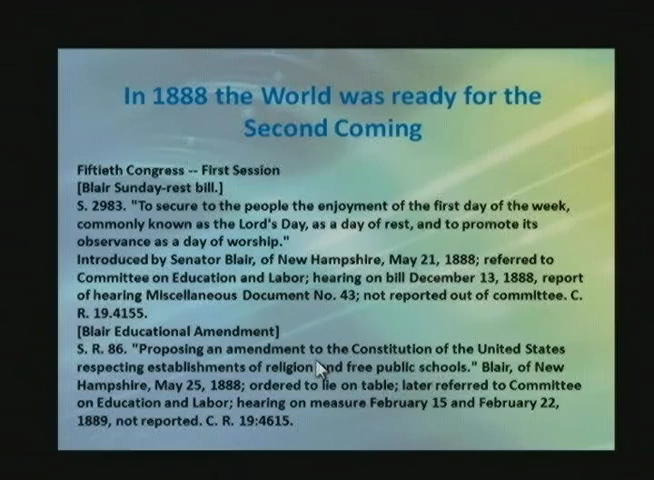 In 1888 the World was ready for the
Second Coming
Fiftieth Congress -- First Session
[Blair Sunday-rest bill.]
S. 2983. "To secure to the people the enjoyment of the first day of the week,
commonly known as the Lord's Day, as a day of rest, and to promote its
observance as a day of worship."
Introduced by Senator Blair, of New Hampshire, May 21, 1888; referred to
Committee on Education and Labor; hearing on bill December 13, 1888, report
of hearing Miscellaneous Document No. 43; not reported out of committee. C.
R. 19.4155.
[Blair Educational Amendment]
S. R. 86. "Proposing an amendment to the Constitution of the United States
respecting establishments of religion and free public schools." Blair, of New
Hampshire, May 25, 1888; ordered to lie on table; later referred to Committee
on Education and Labor; hearing on measure February 15 and February 22,
1889, not reported. C. R. 19:4615.